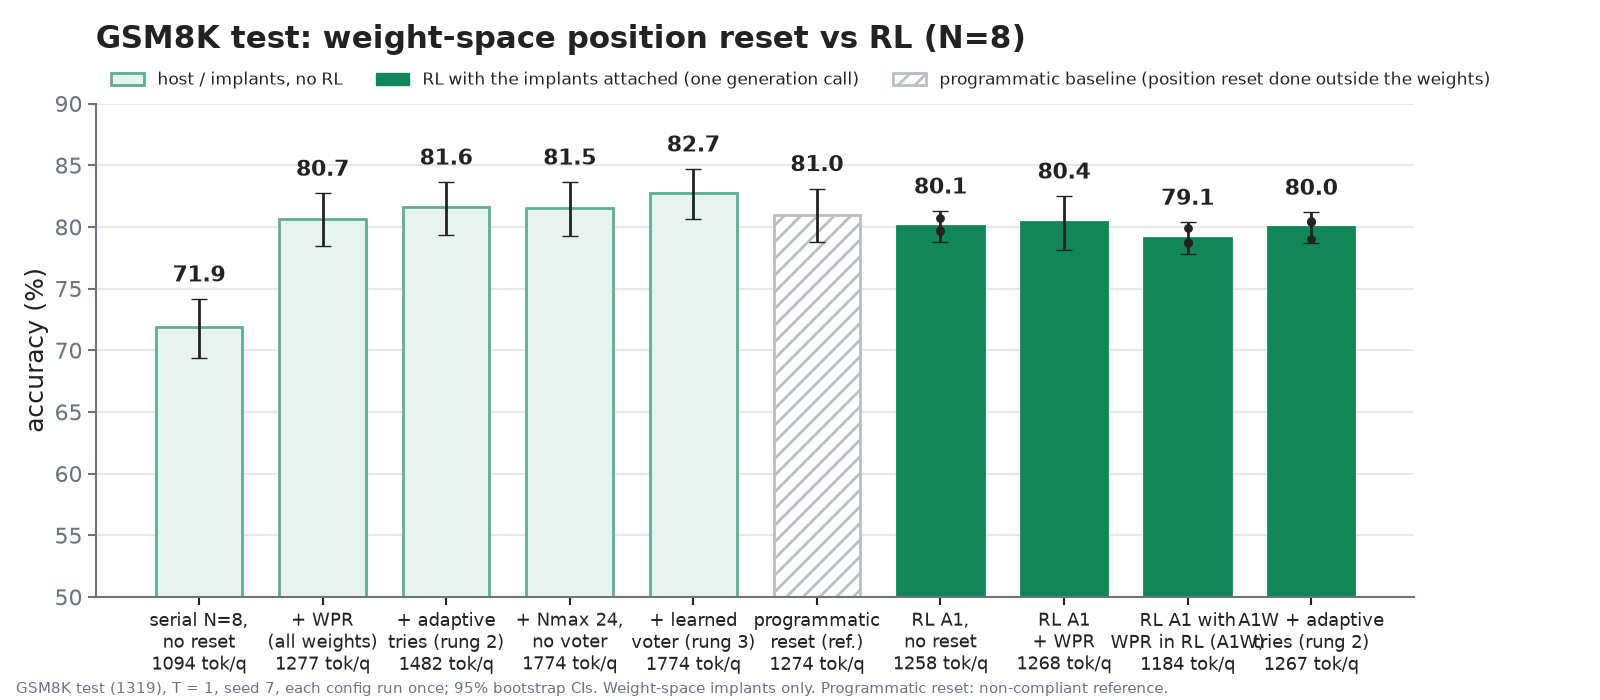 GSM8K test: weight-space position reset vs RL (N=8)
host / implants, no RL
RL with the implants attached (one generation call)
programmatic baseline (position reset done outside the weights)
accuracy (%)
90
85
80
75
70
65
60
55
50
71.9
80.7
81.6
81.5
82.7
81.0
80.1
80.4
79.1
80.0
serial N=8,
no reset
1094 tok/q
+ WPR
(all weights)
1277 tok/q
+ adaptive
tries (rung 2)
1482 tok/q
+ Nmax 24,
no voter
1774 tok/q
+ learned
voter (rung 3)
1774 tok/q
programmatic
reset (ref.)
1274 tok/q
RL A1,
no reset
1258 tok/q
RL A1
+ WPR
1268 tok/q
RL A1 with
WPR in RL (A1W)
1184 tok/q
A1W + adaptive
tries (rung 2)
1267 tok/q
GSM8K test (1319), T = 1, seed 7, each config run once; 95% bootstrap CIs. Weight-space implants only. Programmatic reset: non-compliant reference.